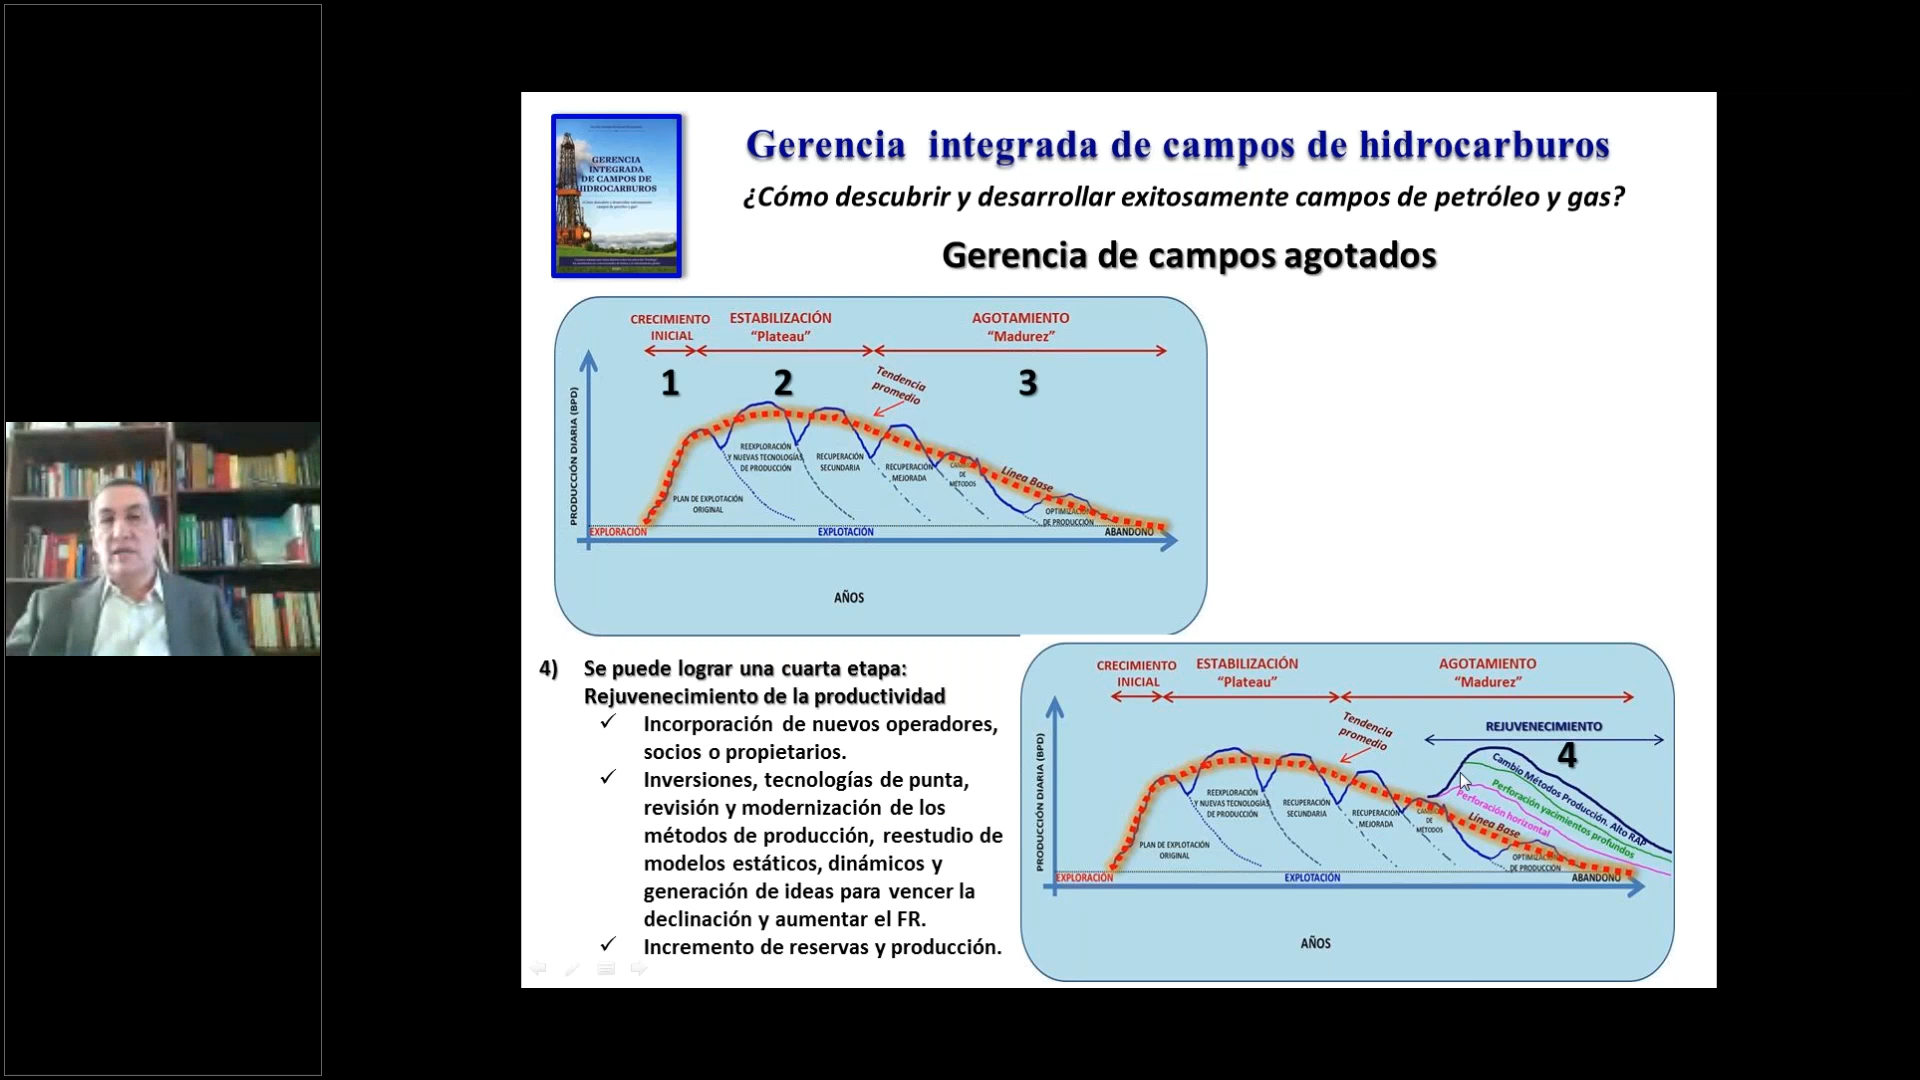 GERENCIA
INTEGRADA
DE CAMPOS DE
HIDROCARBUROS
Gerencia integrada de campos de hidrocarburos
¿Cómo descubrir y desarrollar exitosamente campos de petróleo y gas?
Gerencia de campos agotados
CRECIMIENTO
INICIAL
ESTABILIZACIÓN
“Plateau”
AGOTAMIENTO
“Madurez”
1
2
3
Tendencia
promedio
PRODUCCIÓN DIARIA (BPD)
REEXPLORACIÓN
Y NUEVAS TECNOLOGÍAS
DE PRODUCCIÓN
RECUPERACIÓN
SECUNDARIA
RECUPERACIÓN
MEJORADA
DE
MÉTODOS
Línea Base
PLAN DE EXPLOTACIÓN
ORIGINAL
OPTIMIZACIÓN
DE PRODUCCIÓN
EXPLORACIÓN
EXPLOTACIÓN
ABANDONO
AÑOS
4) Se puede lograr una cuarta etapa:
Rejuvenecimiento de la productividad
✓ Incorporación de nuevos operadores,
socios o propietarios.
✓ Inversiones, tecnologías de punta,
revisión y modernización de los
métodos de producción, reestudio de
modelos estáticos, dinámicos y
generación de ideas para vencer la
declinación y aumentar el FR.
✓ Incremento de reservas y producción.
CRECIMIENTO
INICIAL
ESTABILIZACIÓN
“Plateau”
AGOTAMIENTO
“Madurez”
REJUVENECIMIENTO
4
Tendencia
promedio
Cambio Métodos Producción. Alto RAP
Perforación yacimientos profundos
Perforación horizontal
PRODUCCIÓN DIARIA (BPD)
REEXPLORACIÓN
Y NUEVAS TECNOLOGÍAS
DE PRODUCCIÓN
RECUPERACIÓN
SECUNDARIA
RECUPERACIÓN
MEJORADA
DE
MÉTODOS
Línea Base
PLAN DE EXPLOTACIÓN
ORIGINAL
OPTIMIZACIÓN
DE PRODUCCIÓN
EXPLORACIÓN
EXPLOTACIÓN
ABANDONO
AÑOS